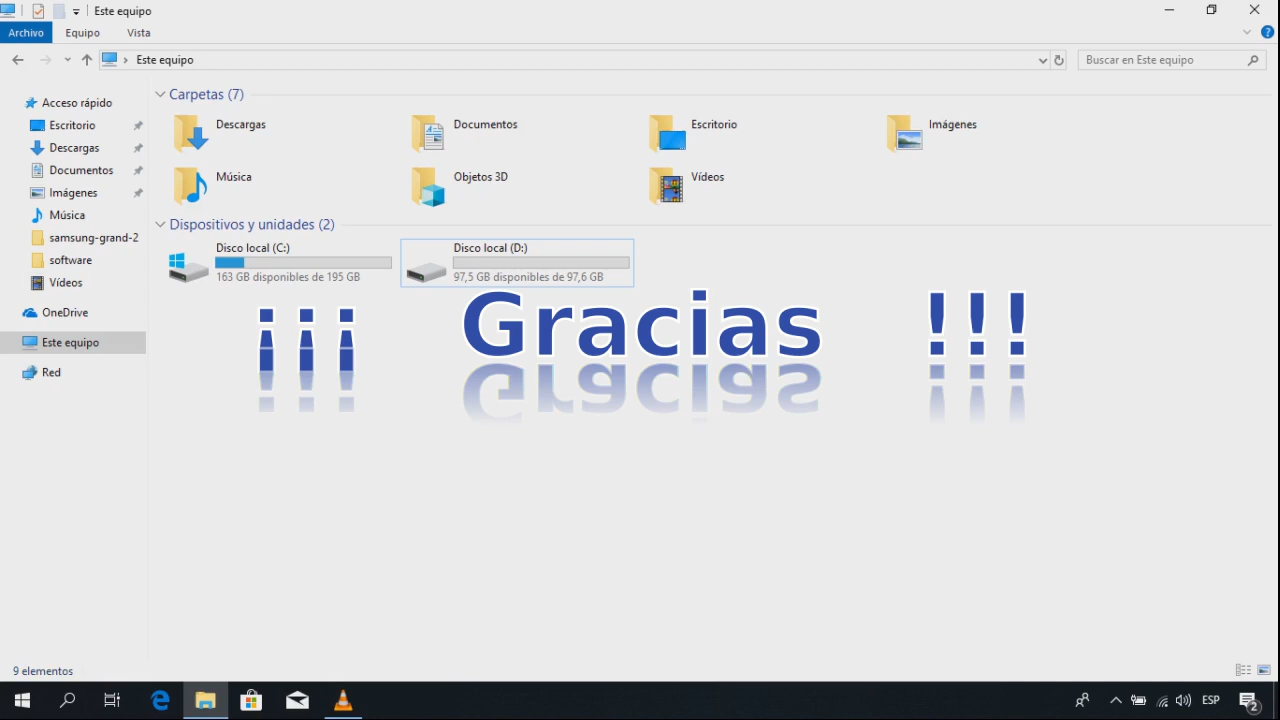 Este equipo
Archivo Equipo Vista
Este equipo
Buscar en Este equipo
Acceso rápido
Escritorio
Descargas
Documentos
Imágenes
Música
samsung-grand-2
software
Vídeos
OneDrive
Este equipo
Red
Carpetas (7)
Descargas Documentos Escritorio Imágenes
Música Objetos 3D Vídeos
Dispositivos y unidades (2)
Disco local (C:)
163 GB disponibles de 195 GB
Disco local (D:)
97,5 GB disponibles de 97,6 GB
¡¡¡ Gracias !!!
9 elementos
ESP
2